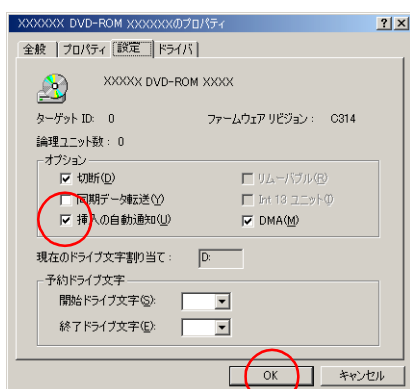 XXXXXX DVD-ROM XXXXXXXのプロパティ
全般 プロパティ 設定 ドライバ
XXXXX DVD-ROM XXXX
ターゲット ID: 0 ファームウェア リビジョン: C314
論理ユニット数: 0
オプション
切断(D) リムーバブル(R)
同期データ転送(Y) Int 13 ユニット(I)
挿入の自動通知(U) DMA(M)
現在のドライブ文字割り当て: D:
予約ドライブ文字
開始ドライブ文字(S):
終了ドライブ文字(E):
OK キャンセル